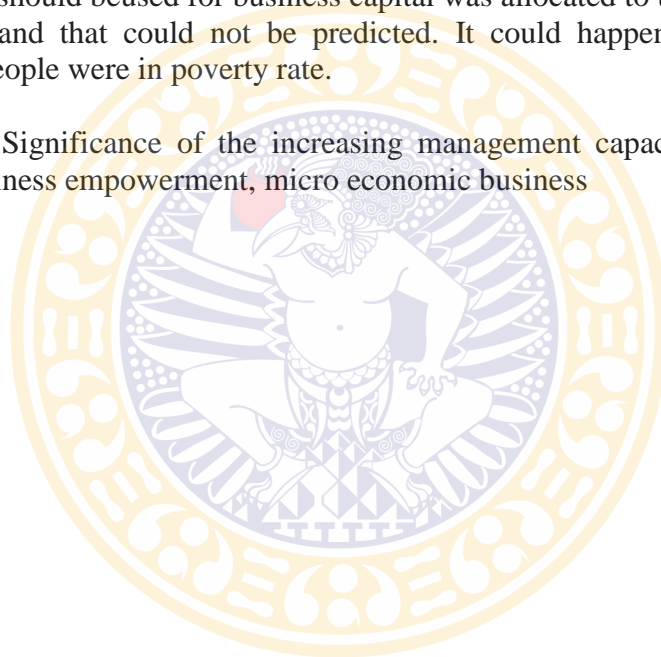 should beused for business capital was allocated to
and that could not be predicted. It could happen
eople were in poverty rate.
Significance of the increasing management capac
iness empowerment, micro economic business